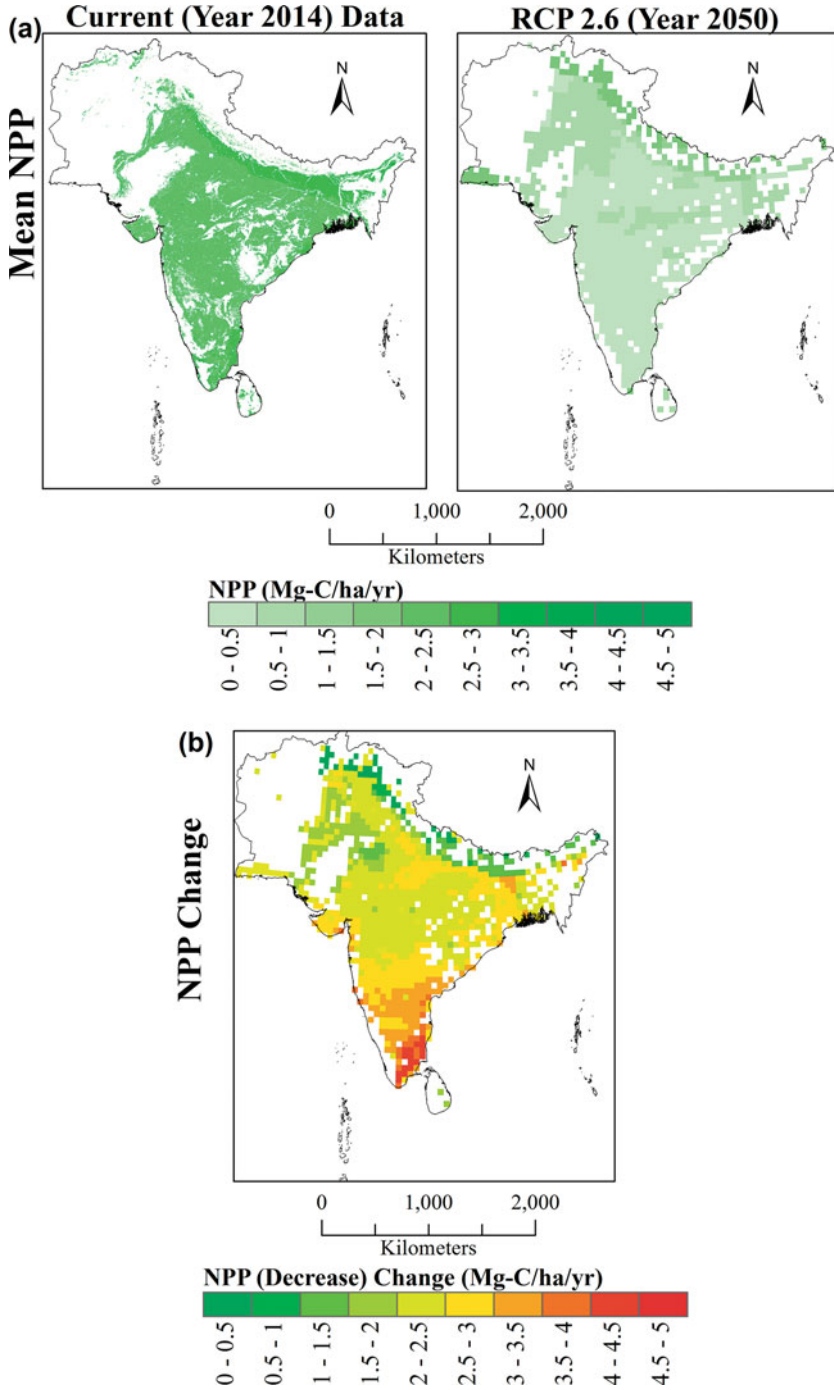 (a) Current (Year 2014) Data RCP 2.6 (Year 2050)
N N
Mean NPP
0 1,000 2,000
Kilometers
NPP (Mg-C/ha/yr)
0 - 0.5 0.5 - 1 1 - 1.5 1.5 - 2 2 - 2.5 2.5 - 3 3 - 3.5 3.5 - 4 4 - 4.5 4.5 - 5
(b)
N
NPP Change
0 1,000 2,000
Kilometers
NPP (Decrease) Change (Mg-C/ha/yr)
0 - 0.5 0.5 - 1 1 - 1.5 1.5 - 2 2 - 2.5 2.5 - 3 3 - 3.5 3.5 - 4 4.5 - 5 4.5 - 5